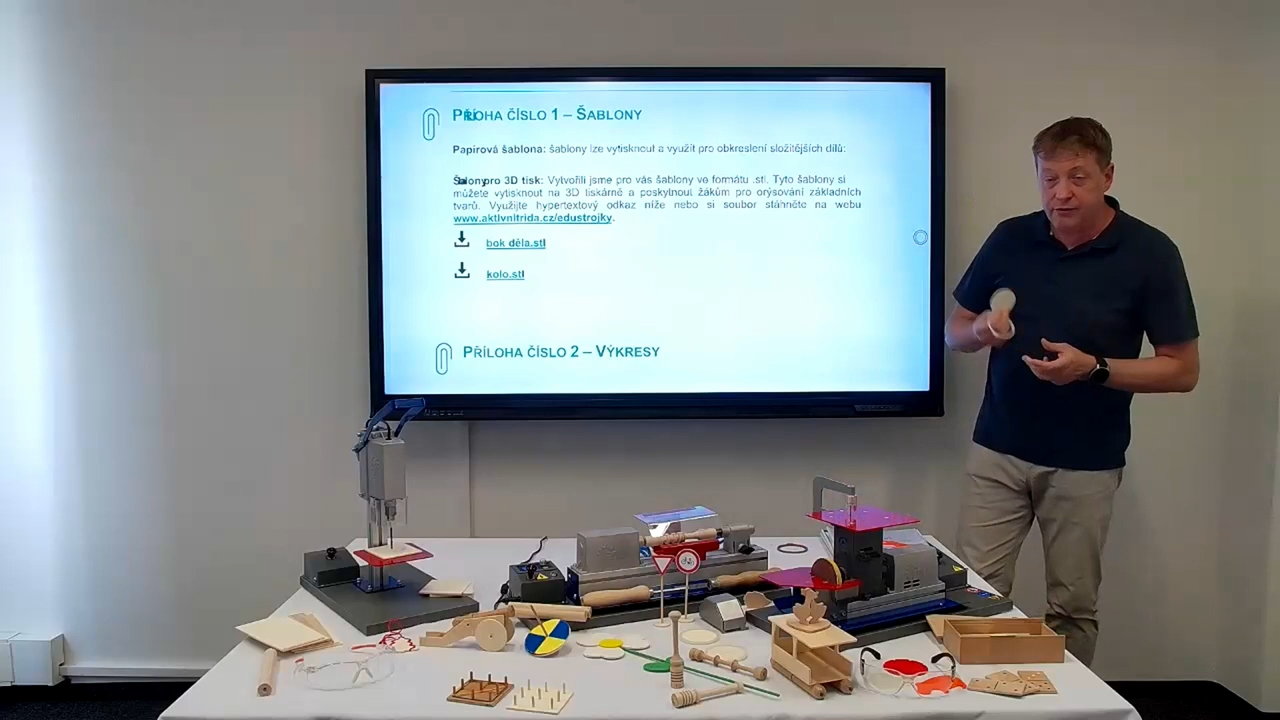 PŘÍLOHA ČÍSLO 1 – ŠABLONY
Papírová šablona: šablony lze vytisknout a využít pro obkreslení složitějších dílů:
Šablony pro 3D tisk: Vytvořili jsme pro vás šablony ve formátu .stl. Tyto šablony si
můžete vytisknout na 3D tiskárně a poskytnout žákům pro orýsování základních
tvarů. Využijte hypertextový odkaz níže nebo si soubor stáhněte na webu
www.aktivnitrida.cz/edustrojky.
bok děla.stl
kolo.stl
PŘÍLOHA ČÍSLO 2 – VÝKRESY